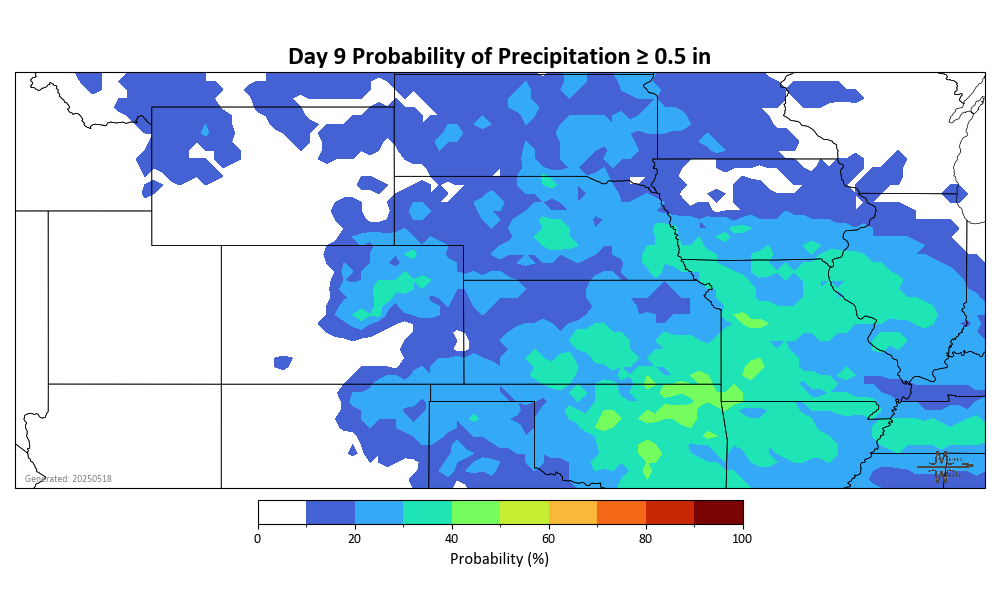 Day 9 Probability of Precipitation ≥ 0.5 in
Generated: 20250518
0 20 40 60 80 100
Probability (%)